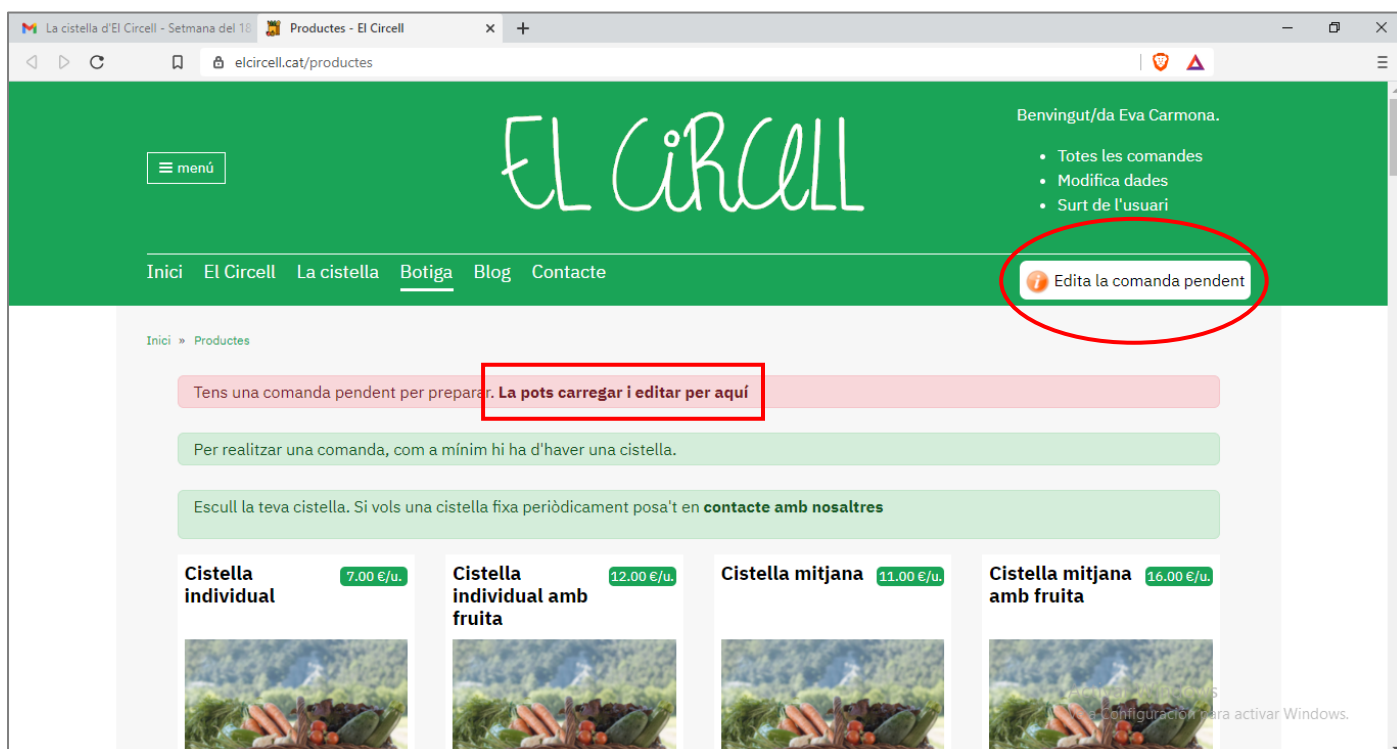 La cistella d'El Circell - Setmana del 18
Productes - El Circell
elcircell.cat/productes
EL CIRCELL
Benvingut/da Eva Carmona.
Totes les comandes
Modifica dades
Surt de l'usuari
menú
Inici El Circell La cistella Botiga Blog Contacte
Edita la comanda pendent
Inici » Productes
Tens una comanda pendent per preparar. La pots carregar i editar per aquí
Per realitzar una comanda, com a mínim hi ha d'haver una cistella.
Escull la teva cistella. Si vols una cistella fixa periòdicament posa't en contacte amb nosaltres
Cistella individual
7.00 €/u.
Cistella individual amb fruita
12.00 €/u.
Cistella mitjana
11.00 €/u.
Cistella mitjana amb fruita
16.00 €/u.
Configuración para activar Windows.